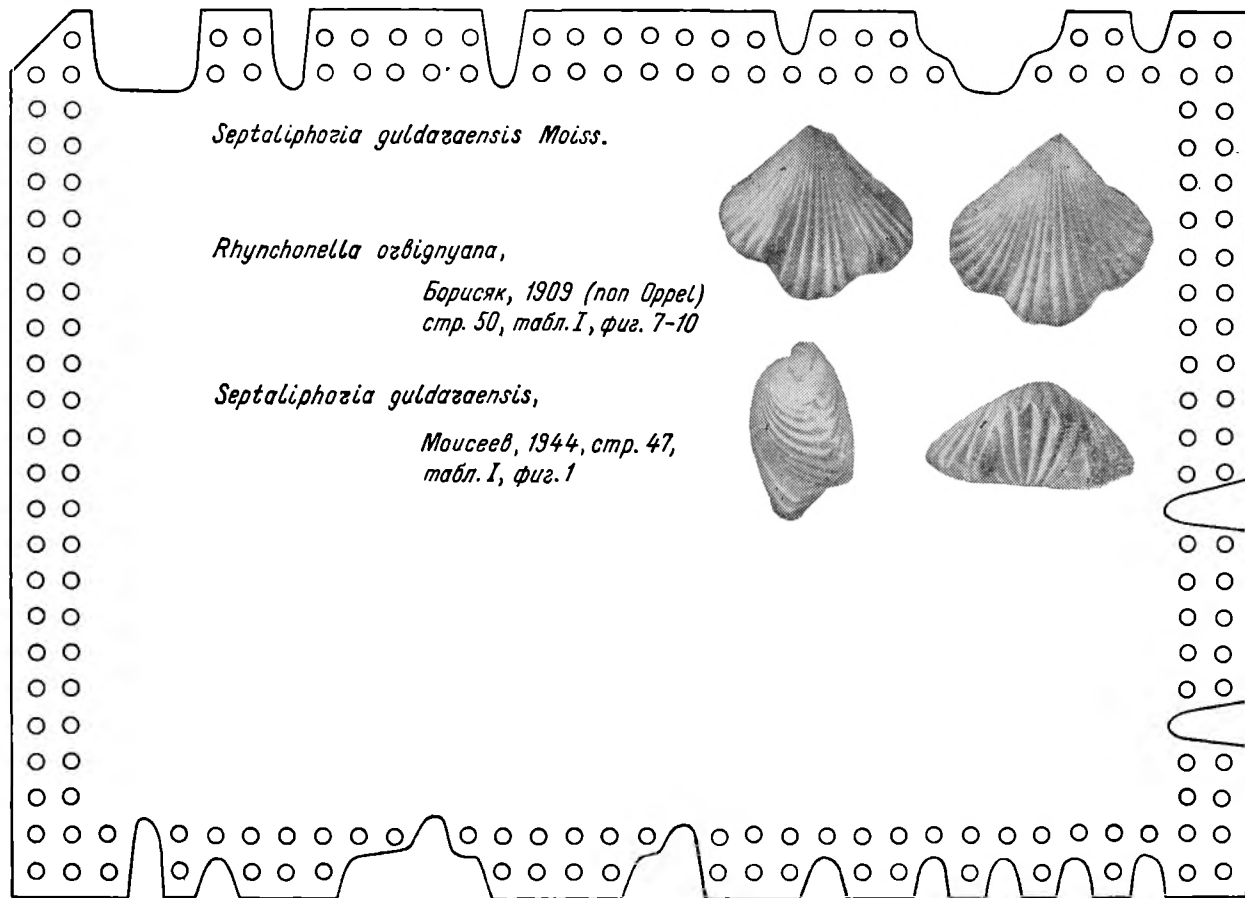 Septaliphoria guldaraensis Moiss.
Rhynchonella orbignyana,
Борисяк, 1909 (non Oppel)
стр. 50, табл. I, фиг. 7-10
Septaliphoria guldaraensis,
Моисеев, 1944, стр. 47,
табл. I, фиг. 1